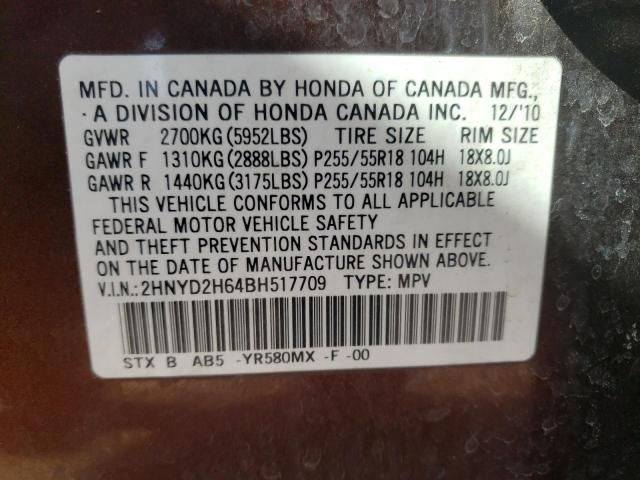 MFD. IN CANADA BY HONDA OF CANADA MFG.,
A DIVISION OF HONDA CANADA INC. 12/'10
GVWR 2700KG(5952LBS) TIRE SIZE RIM SIZE
GAWR F 1310KG(2888LBS)P255/55R18 104H 18X8.0J
GAWR R 1440KG(3175LBS)P255/55R18 104H 18X8.0J
THIS VEHICLE CONFORMS TO ALL APPLICABLE
FEDERAL MOTOR VEHICLE SAFETY
AND THEFT PREVENTION STANDARDS IN EFFECT
ON THE DATE OF MANUFACTURE SHOWN ABOVE.
V.I.N.:2HNYD2H64BH517709 TYPE: MPV
STX B AB5 -YR580MX -F -00